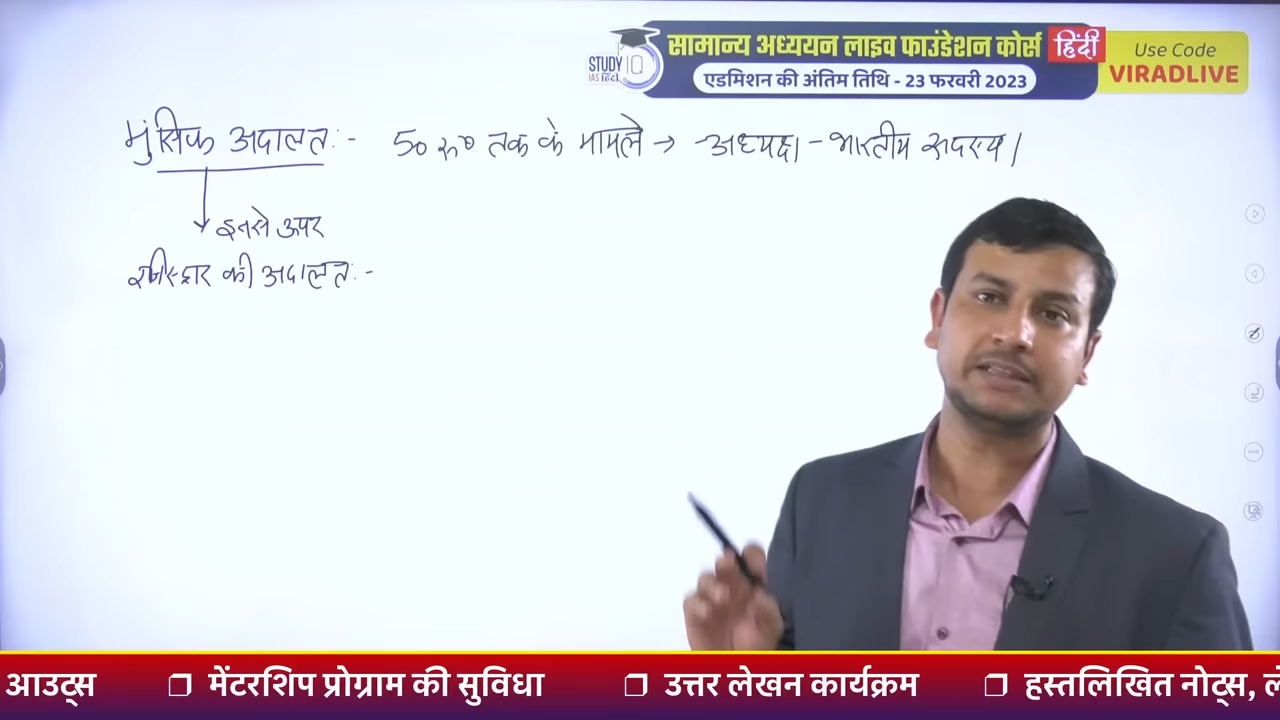 STUDY IQ
IAS हिंदी
सामान्य अध्ययन लाइव फाउंडेशन कोर्स हिंदी
एडमिशन की अंतिम तिथि - 23 फरवरी 2023
Use Code
VIRADLIVE
मुंसिफ अदालत :- 50 रु० तक के मामले → -अध्यक्ष। - भारतीय सदस्य।
इनसे ऊपर
रजिस्ट्रार की अदालत :-
आउट्स ❐ मेंटरशिप प्रोग्राम की सुविधा ❐ उत्तर लेखन कार्यक्रम ❐ हस्तलिखित नोट्स,